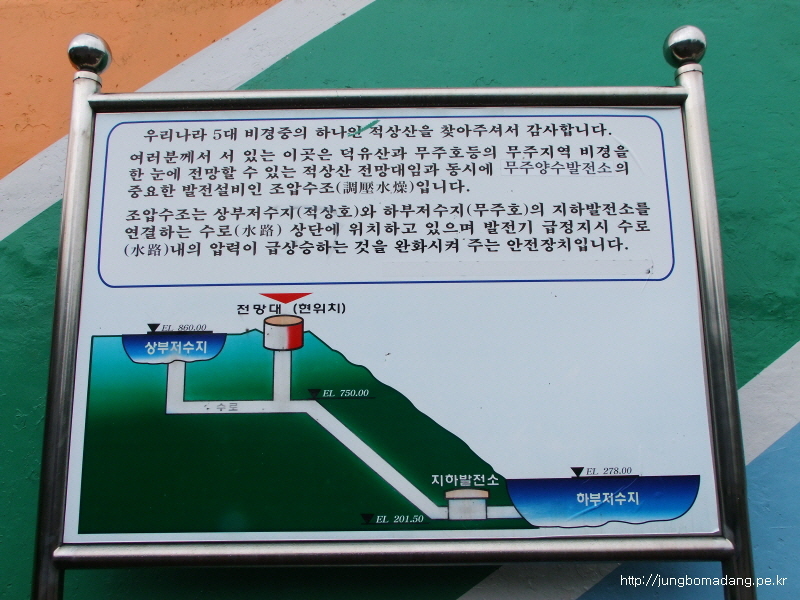 우리나라 5대 비경중의 하나인 적상산을 찾아주셔서 감사합니다.
여러분께서 서 있는 이곳은 덕유산과 무주호등의 무주지역 비경을
한 눈에 전망할 수 있는 적상산 전망대임과 동시에 무주양수발전소의
중요한 발전설비인 조압수조(調壓水燥)입니다.
조압수조는 상부저수지(적상호)와 하부저수지(무주호)의 지하발전소를
연결하는 수로(水路) 상단에 위치하고 있으며 발전기 급정지시 수로
(水路)내의 압력이 급상승하는 것을 완화시켜 주는 안전장치입니다.
전망대 (현위치)
EL 860.00
상부저수지
EL 750.00
수로
EL 278.00
지하발전소
하부저수지
EL 201.50
http://jungbomadang.pe.kr